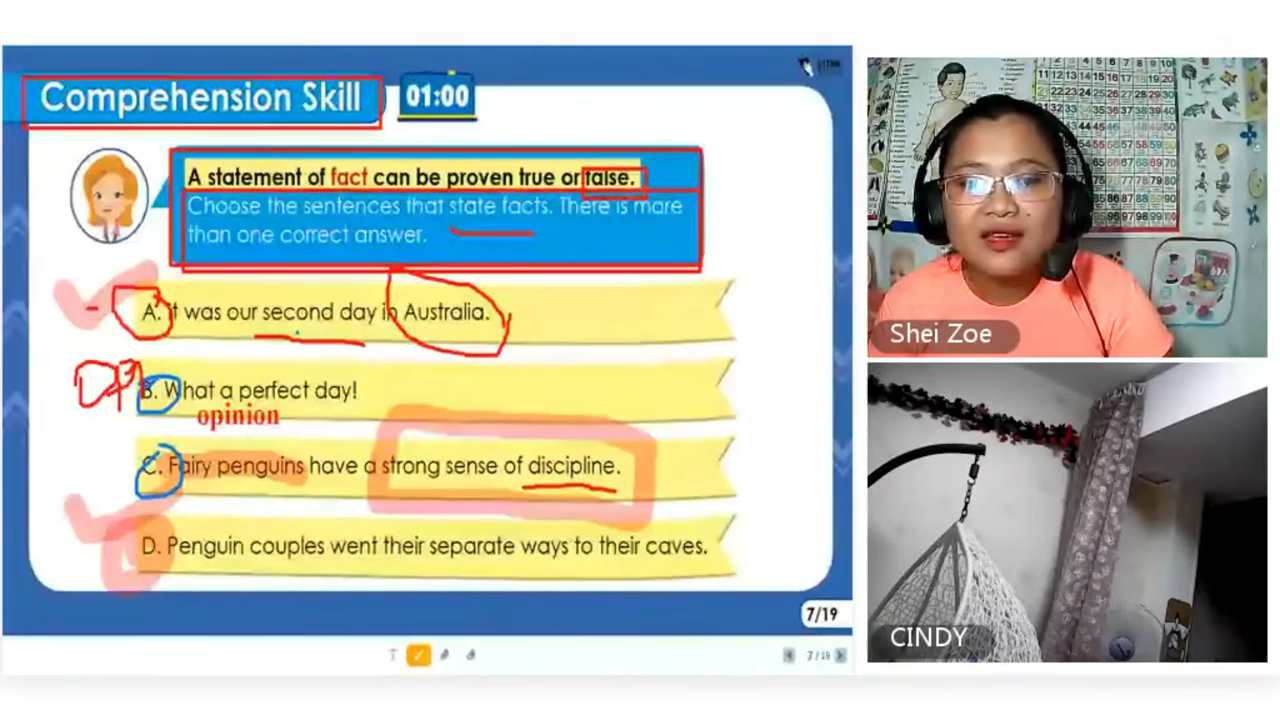 Comprehension Skill
01:00
A statement of fact can be proven true or false.
Choose the sentences that state facts. There is more
than one correct answer.
A. It was our second day in Australia.
B. What a perfect day!
opinion
C. Fairy penguins have a strong sense of discipline.
D. Penguin couples went their separate ways to their caves.
7/19
7/19
Shei Zoe
CINDY